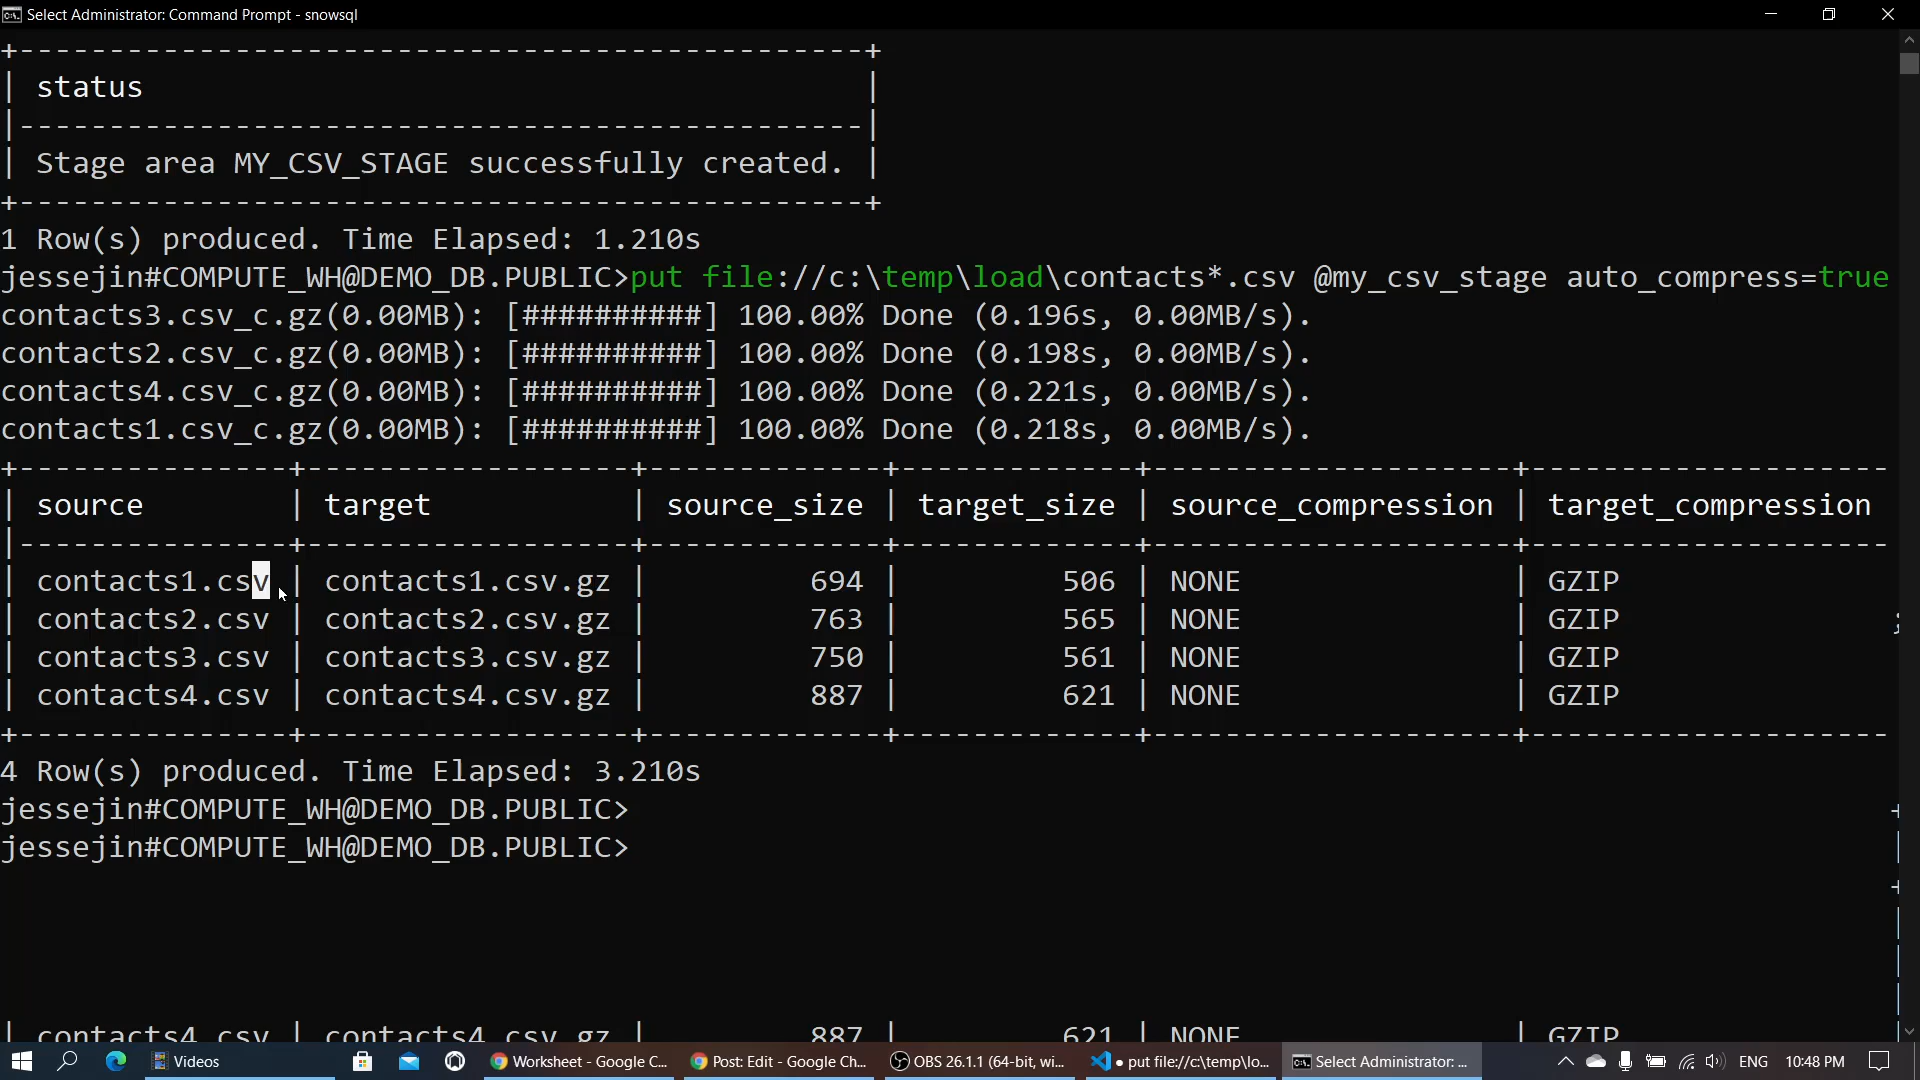 Select Administrator: Command Prompt - snowsql
+-----------------------------------------------+
| status                                        |
|-----------------------------------------------|
| Stage area MY_CSV_STAGE successfully created. |
+-----------------------------------------------+
1 Row(s) produced. Time Elapsed: 1.210s
jessejin#COMPUTE_WH@DEMO_DB.PUBLIC>put file://c:\temp\load\contacts*.csv @my_csv_stage auto_compress=true
contacts3.csv_c.gz(0.00MB): [##########] 100.00% Done (0.196s, 0.00MB/s).
contacts2.csv_c.gz(0.00MB): [##########] 100.00% Done (0.198s, 0.00MB/s).
contacts4.csv_c.gz(0.00MB): [##########] 100.00% Done (0.221s, 0.00MB/s).
contacts1.csv_c.gz(0.00MB): [##########] 100.00% Done (0.218s, 0.00MB/s).
+---------------+------------------+-------------+-------------+--------------------+--------------------
| source        | target           | source_size | target_size | source_compression | target_compression
|---------------+------------------+-------------+-------------+--------------------+--------------------
| contacts1.csv | contacts1.csv.gz |         694 |         506 | NONE               | GZIP
| contacts2.csv | contacts2.csv.gz |         763 |         565 | NONE               | GZIP               ;
| contacts3.csv | contacts3.csv.gz |         750 |         561 | NONE               | GZIP
| contacts4.csv | contacts4.csv.gz |         887 |         621 | NONE               | GZIP
+---------------+------------------+-------------+-------------+--------------------+--------------------
4 Row(s) produced. Time Elapsed: 3.210s
jessejin#COMPUTE_WH@DEMO_DB.PUBLIC>
jessejin#COMPUTE_WH@DEMO_DB.PUBLIC>
| contacts4.csv | contacts4.csv.gz |         887 |         621 | NONE               | GZIP
Videos Worksheet - Google C... Post: Edit - Google Ch... OBS 26.1.1 (64-bit, wi... ● put file://c:\temp\lo... Select Administrator: ... ENG 10:48 PM